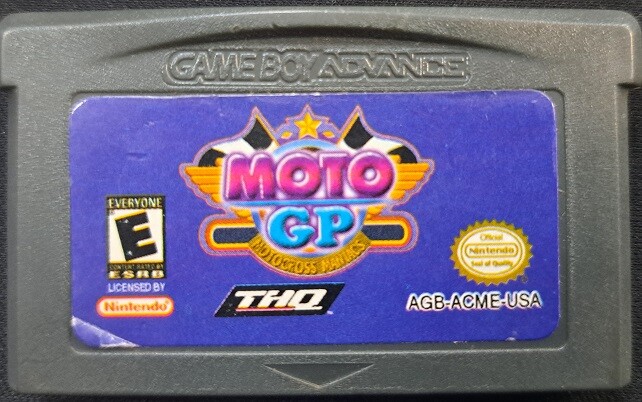 GAME BOY ADVANCE
MOTO
GP
MOTOCROSS MANIACS
EVERYONE
E
CONTENT RATED BY
ESRB
LICENSED BY
Nintendo
THQ
Official
Nintendo
Seal of Quality
AGB-ACME-USA